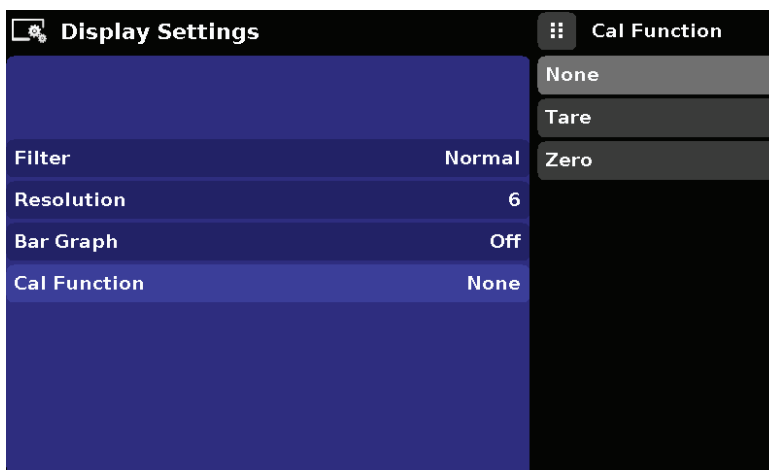 Display Settings
Filter Normal
Resolution 6
Bar Graph Off
Cal Function None
Cal Function
None
Tare
Zero